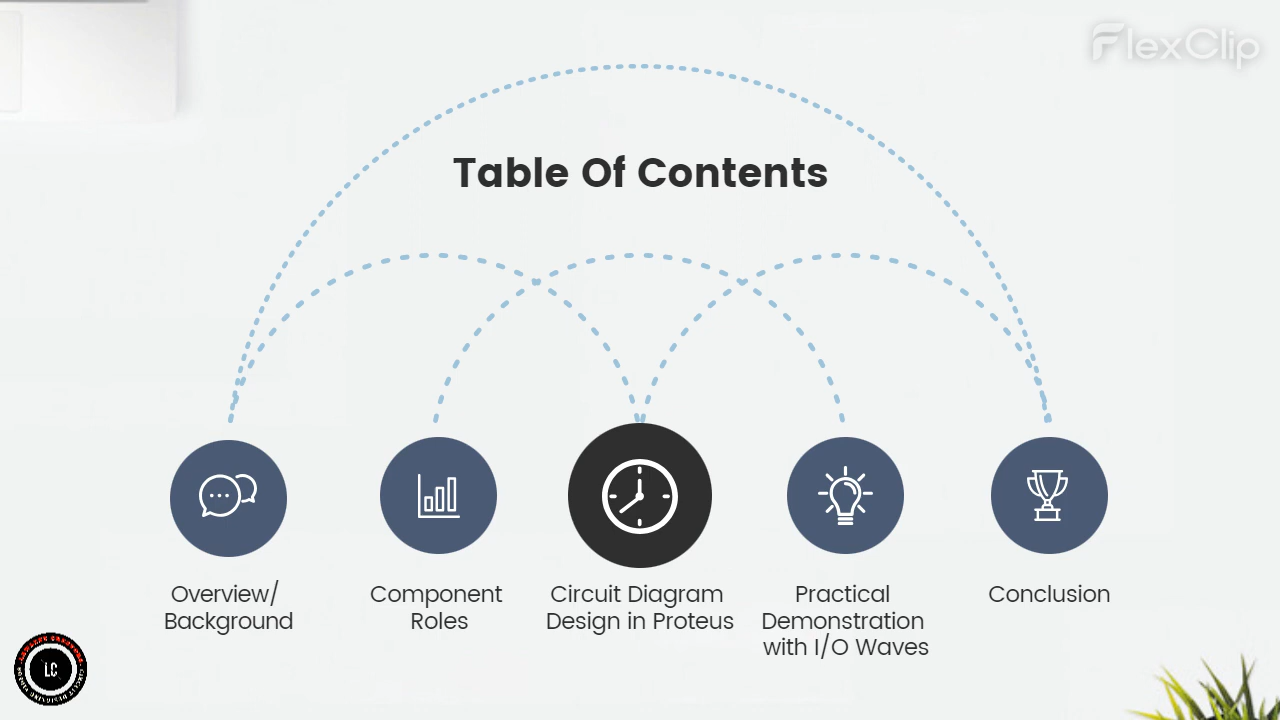 FlexClip
Table Of Contents
Overview/
Background
Component
Roles
Circuit Diagram
Design in Proteus
Practical
Demonstration
with I/O Waves
Conclusion
LC